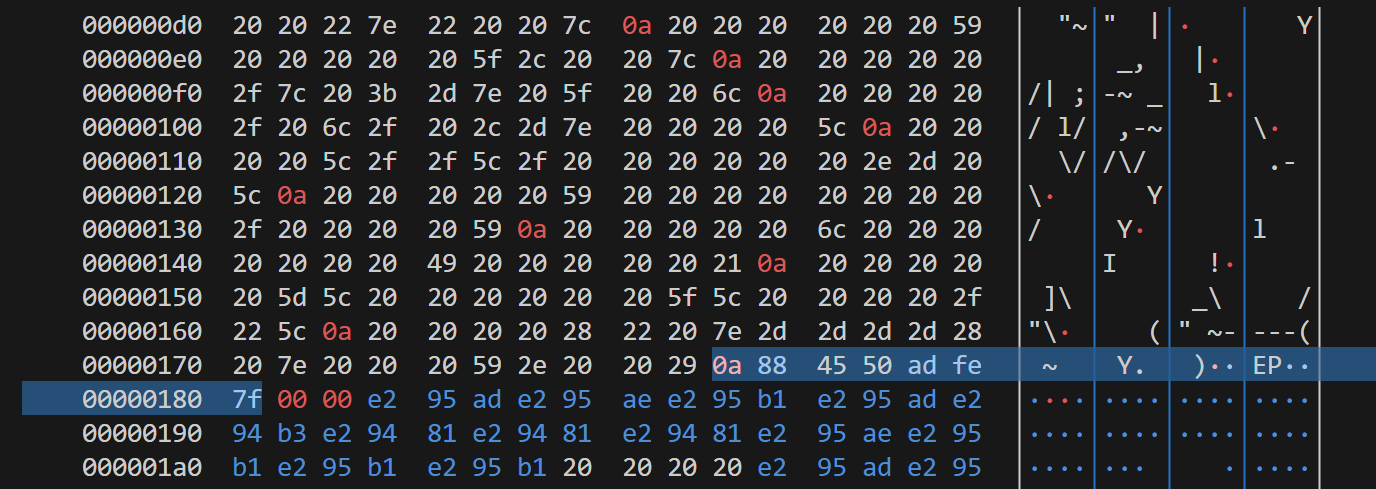 000000d0  20 20 22 7e  22 20 20 7c  0a 20 20 20  20 20 20 59  │  "~│"  |│·   │   Y│
000000e0  20 20 20 20  20 5f 2c 20  20 7c 0a 20  20 20 20 20  │    │ _, │ |· │    │
000000f0  2f 7c 20 3b  2d 7e 20 5f  20 20 6c 0a  20 20 20 20  │/| ;│-~ _│  l·│    │
00000100  2f 20 6c 2f  20 2c 2d 7e  20 20 20 20  5c 0a 20 20  │/ l/│ ,-~│    │\·  │
00000110  20 20 5c 2f  2f 5c 2f 20  20 20 20 20  20 2e 2d 20  │  \/│/\/ │    │ .- │
00000120  5c 0a 20 20  20 20 20 59  20 20 20 20  20 20 20 20  │\·  │   Y│    │    │
00000130  2f 20 20 20  20 59 0a 20  20 20 20 20  6c 20 20 20  │/   │ Y· │    │l   │
00000140  20 20 20 20  49 20 20 20  20 20 21 0a  20 20 20 20  │    │I   │  !·│    │
00000150  20 5d 5c 20  20 20 20 20  20 5f 5c 20  20 20 20 2f  │ ]\ │    │ _\ │   /│
00000160  22 5c 0a 20  20 20 20 28  22 20 7e 2d  2d 2d 2d 28  │"\· │   (│" ~-│---(│
00000170  20 7e 20 20  20 59 2e 20  20 29 0a 88  45 50 ad fe  │ ~  │ Y. │ )··│EP··│
00000180  7f 00 00 e2  95 ad e2 95  ae e2 95 b1  e2 95 ad e2  │····│····│····│····│
00000190  94 b3 e2 94  81 e2 94 81  e2 94 81 e2  95 ae e2 95  │····│····│····│····│
000001a0  b1 e2 95 b1  e2 95 b1 20  20 20 20 e2  95 ad e2 95  │····│··· │   ·│····│